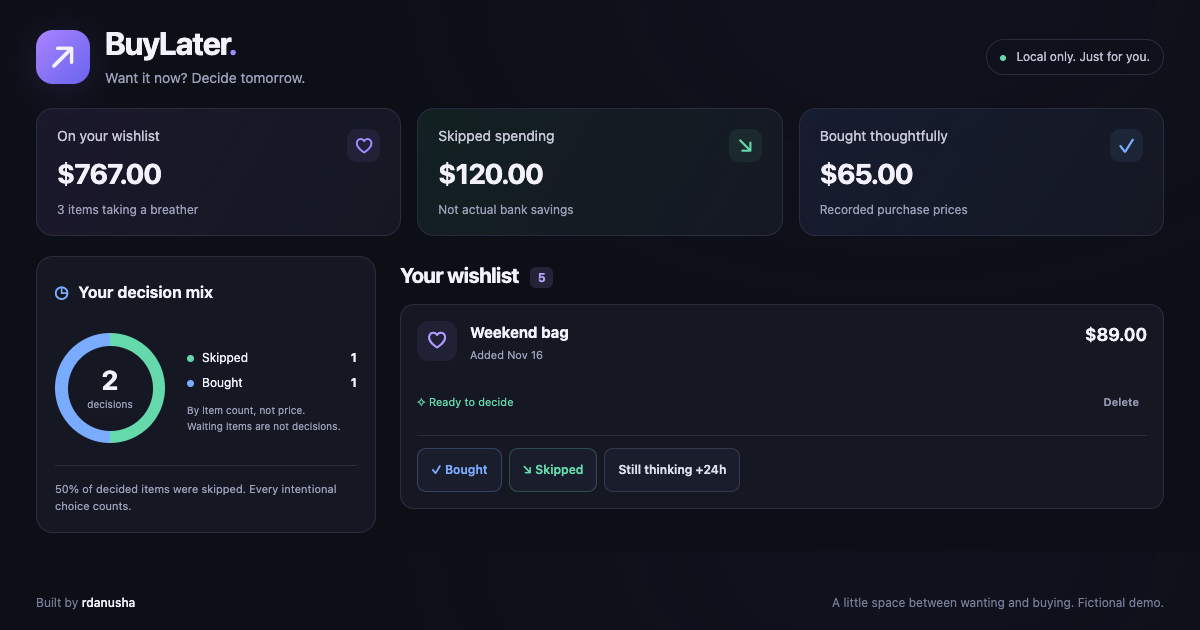 BuyLater.
Want it now? Decide tomorrow.
Local only. Just for you.
On your wishlist
$767.00
3 items taking a breather
Skipped spending
$120.00
Not actual bank savings
Bought thoughtfully
$65.00
Recorded purchase prices
Your decision mix
2
decisions
Skipped 1
Bought 1
By item count, not price.
Waiting items are not decisions.
50% of decided items were skipped. Every intentional
choice counts.
Your wishlist 5
Weekend bag
$89.00
Added Nov 16
Ready to decide
Delete
Bought
Skipped
Still thinking +24h
Built by rdanusha
A little space between wanting and buying. Fictional demo.